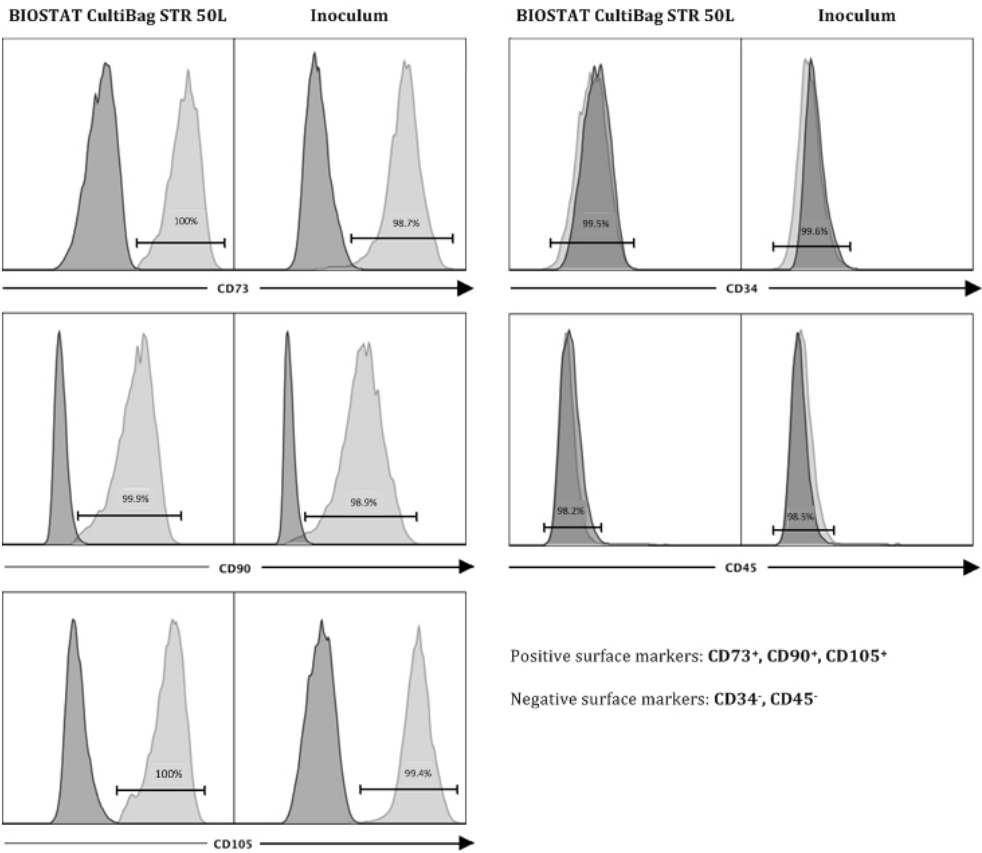 BIOSTAT CultiBag STR 50L Inoculum
100% 98.7%
CD73
99.9% 98.9%
CD90
100% 99.4%
CD105
BIOSTAT CultiBag STR 50L Inoculum
99.5% 99.6%
CD34
98.2% 98.5%
CD45
Positive surface markers: CD73⁺, CD90⁺, CD105⁺
Negative surface markers: CD34⁻, CD45⁻